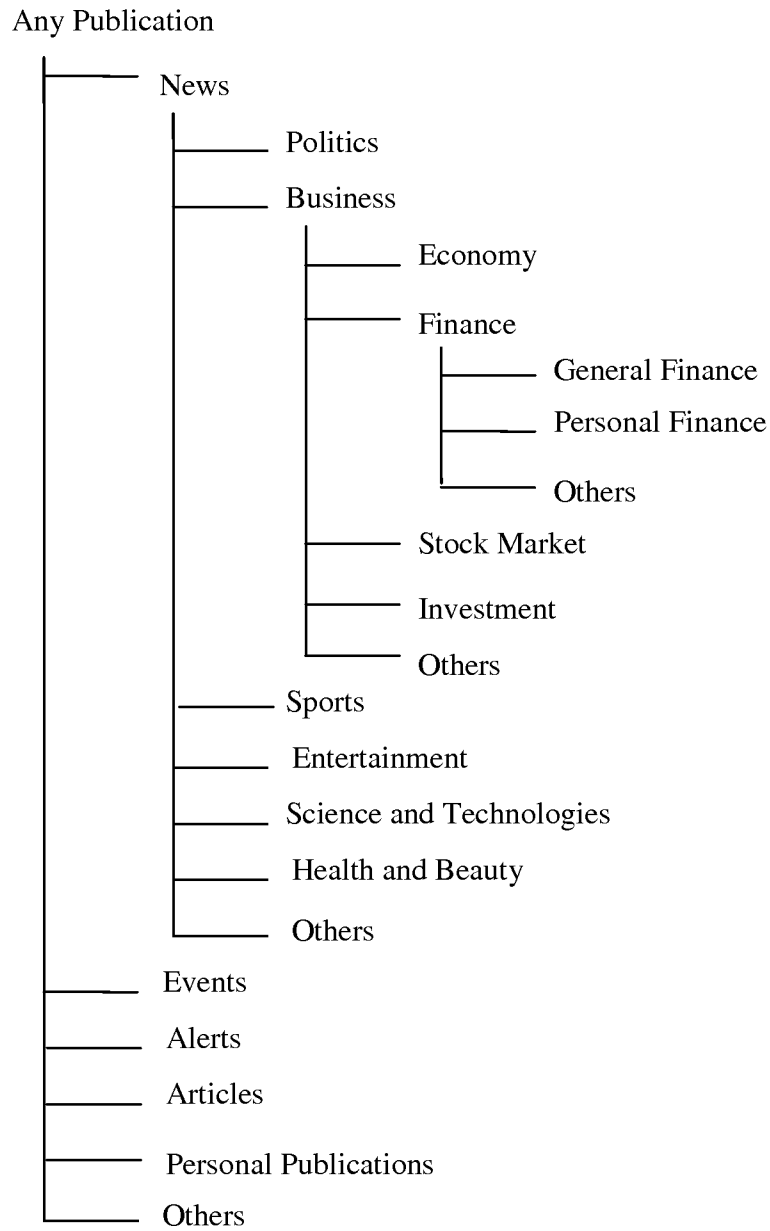 Any Publication
News
Politics
Business
Economy
Finance
General Finance
Personal Finance
Others
Stock Market
Investment
Others
Sports
Entertainment
Science and Technologies
Health and Beauty
Others
Events
Alerts
Articles
Personal Publications
Others